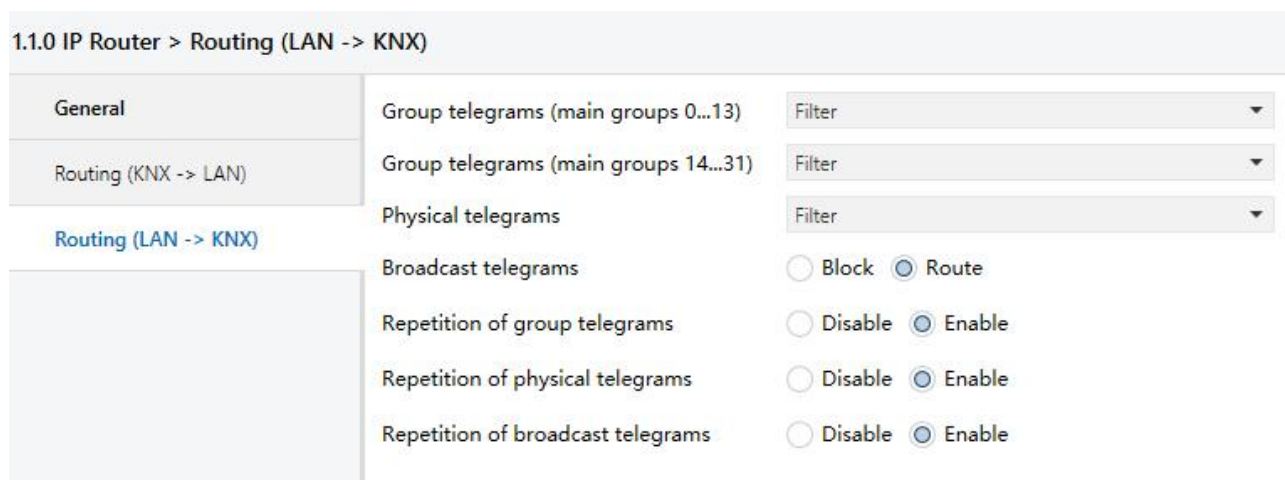 1.1.0 IP Router > Routing (LAN -> KNX)
General
Routing (KNX -> LAN)
Routing (LAN -> KNX)
Group telegrams (main groups 0...13) Filter
Group telegrams (main groups 14...31) Filter
Physical telegrams Filter
Broadcast telegrams Block Route
Repetition of group telegrams Disable Enable
Repetition of physical telegrams Disable Enable
Repetition of broadcast telegrams Disable Enable